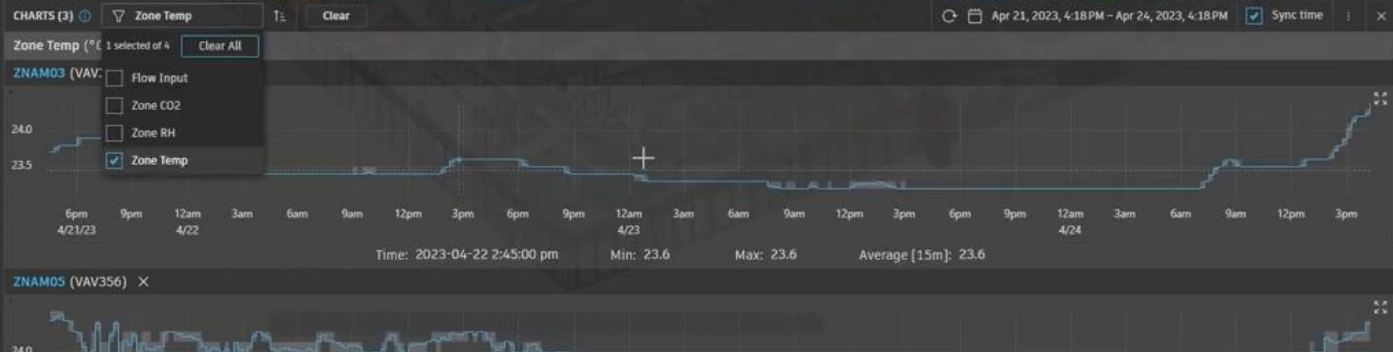 CHARTS (3) Zone Temp Clear Apr 21, 2023, 4:18 PM – Apr 24, 2023, 4:18 PM Sync time
Zone Temp (°C 1 selected of 4 Clear All
ZNAM03 (VAV
Flow Input
Zone CO2
Zone RH
Zone Temp
24.0
23.5
6pm 9pm 12am 3am 6am 9am 12pm 3pm 6pm 9pm 12am 3am 6am 9am 12pm 3pm 6pm 9pm 12am 3am 6am 9am 12pm 3pm
4/21/23 4/22 4/23 4/24
Time: 2023-04-22 2:45:00 pm Min: 23.6 Max: 23.6 Average [15m]: 23.6
ZNAM05 (VAV356)
24.0